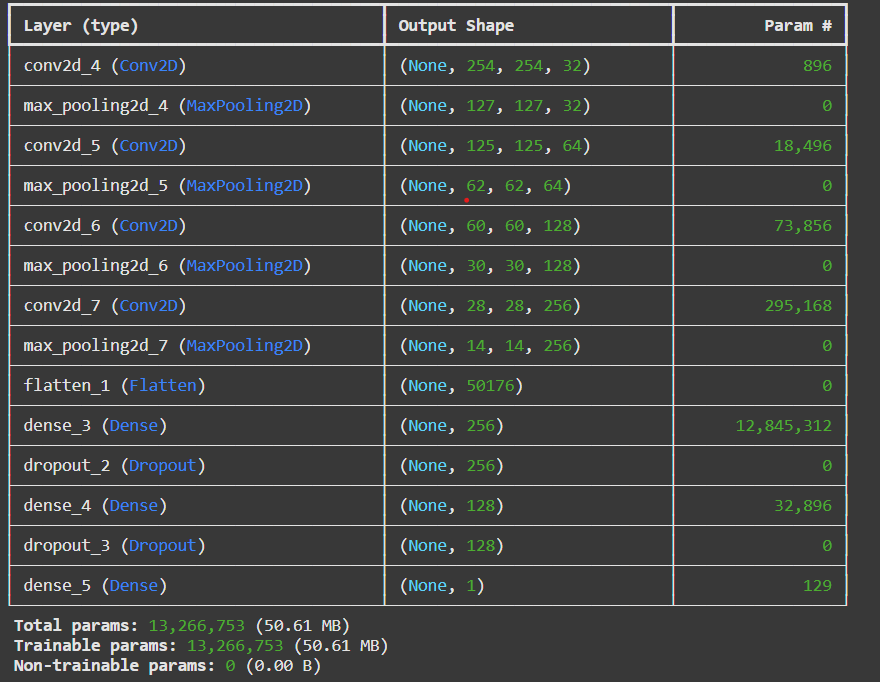 Layer (type) Output Shape Param #
conv2d_4 (Conv2D) (None, 254, 254, 32) 896
max_pooling2d_4 (MaxPooling2D) (None, 127, 127, 32) 0
conv2d_5 (Conv2D) (None, 125, 125, 64) 18,496
max_pooling2d_5 (MaxPooling2D) (None, 62, 62, 64) 0
conv2d_6 (Conv2D) (None, 60, 60, 128) 73,856
max_pooling2d_6 (MaxPooling2D) (None, 30, 30, 128) 0
conv2d_7 (Conv2D) (None, 28, 28, 256) 295,168
max_pooling2d_7 (MaxPooling2D) (None, 14, 14, 256) 0
flatten_1 (Flatten) (None, 50176) 0
dense_3 (Dense) (None, 256) 12,845,312
dropout_2 (Dropout) (None, 256) 0
dense_4 (Dense) (None, 128) 32,896
dropout_3 (Dropout) (None, 128) 0
dense_5 (Dense) (None, 1) 129
Total params: 13,266,753 (50.61 MB)
Trainable params: 13,266,753 (50.61 MB)
Non-trainable params: 0 (0.00 B)